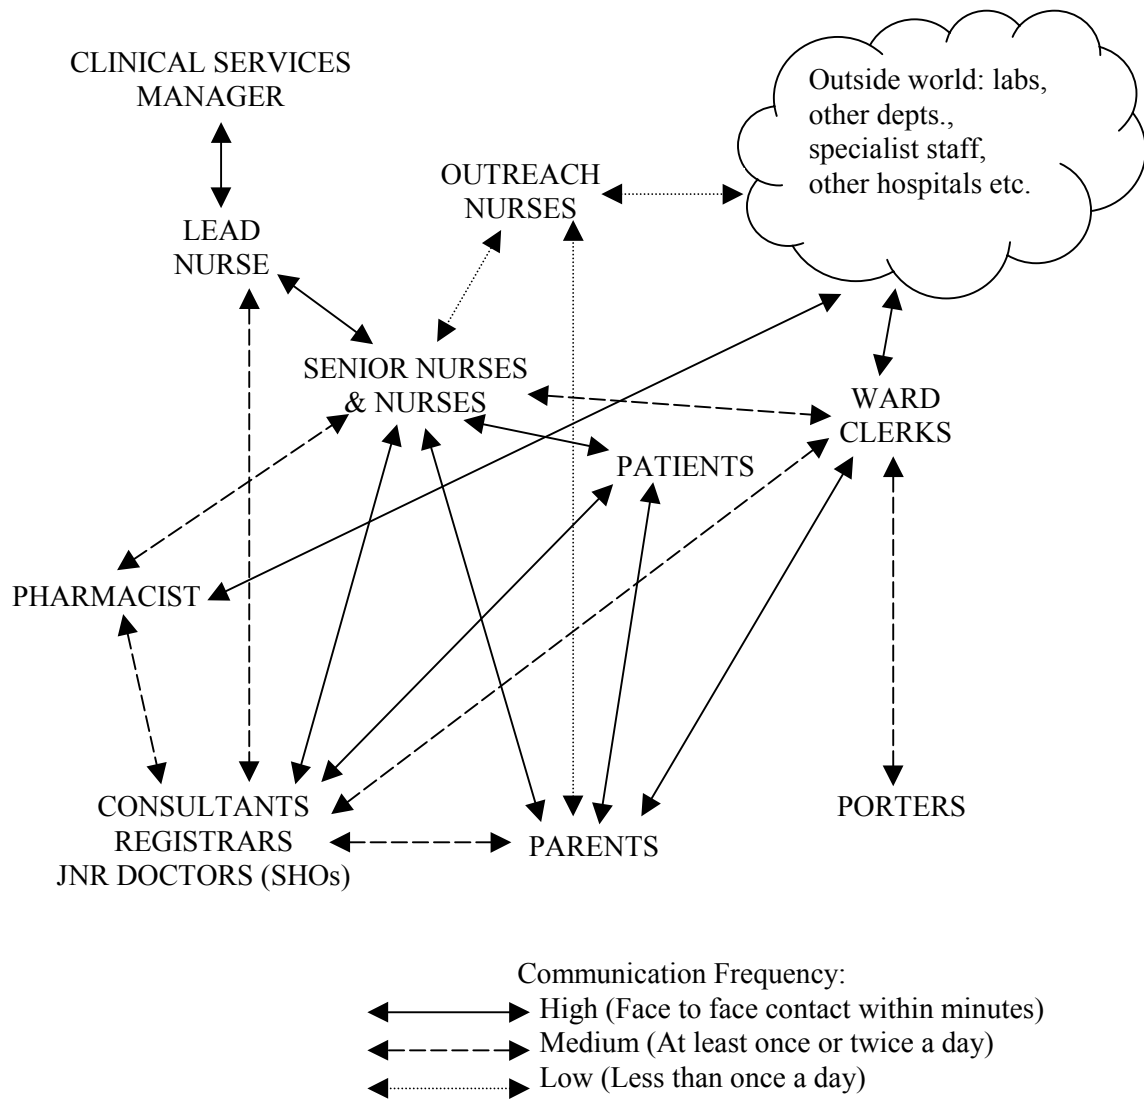 CLINICAL SERVICES
MANAGER
Outside world: labs,
other depts.,
specialist staff,
other hospitals etc.
OUTREACH
NURSES
LEAD
NURSE
SENIOR NURSES
& NURSES
WARD
CLERKS
PATIENTS
PHARMACIST
CONSULTANTS
REGISTRARS
JNR DOCTORS (SHOs)
PARENTS
PORTERS
Communication Frequency:
High (Face to face contact within minutes)
Medium (At least once or twice a day)
Low (Less than once a day)